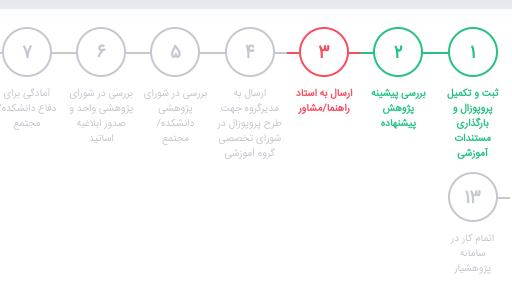 ۱
ثبت و تکمیل
پروپوزال و
بارگذاری
مستندات
آموزشی
۲
بررسی پیشینه
پژوهش
پیشنهاده
۳
ارسال به استاد
راهنما/مشاور
۴
ارسال به
مدیرگروه جهت
طرح پروپوزال در
شورای تخصصی
گروه آموزشی
۵
بررسی در شورای
پژوهشی
دانشکده/
مجتمع
۶
بررسی در شورای
پژوهشی واحد و
صدور ابلاغیه
اساتید
۷
آمادگی برای
دفاع دانشکده/
مجتمع
۱۳
اتمام کار در
سامانه
پژوهشیار